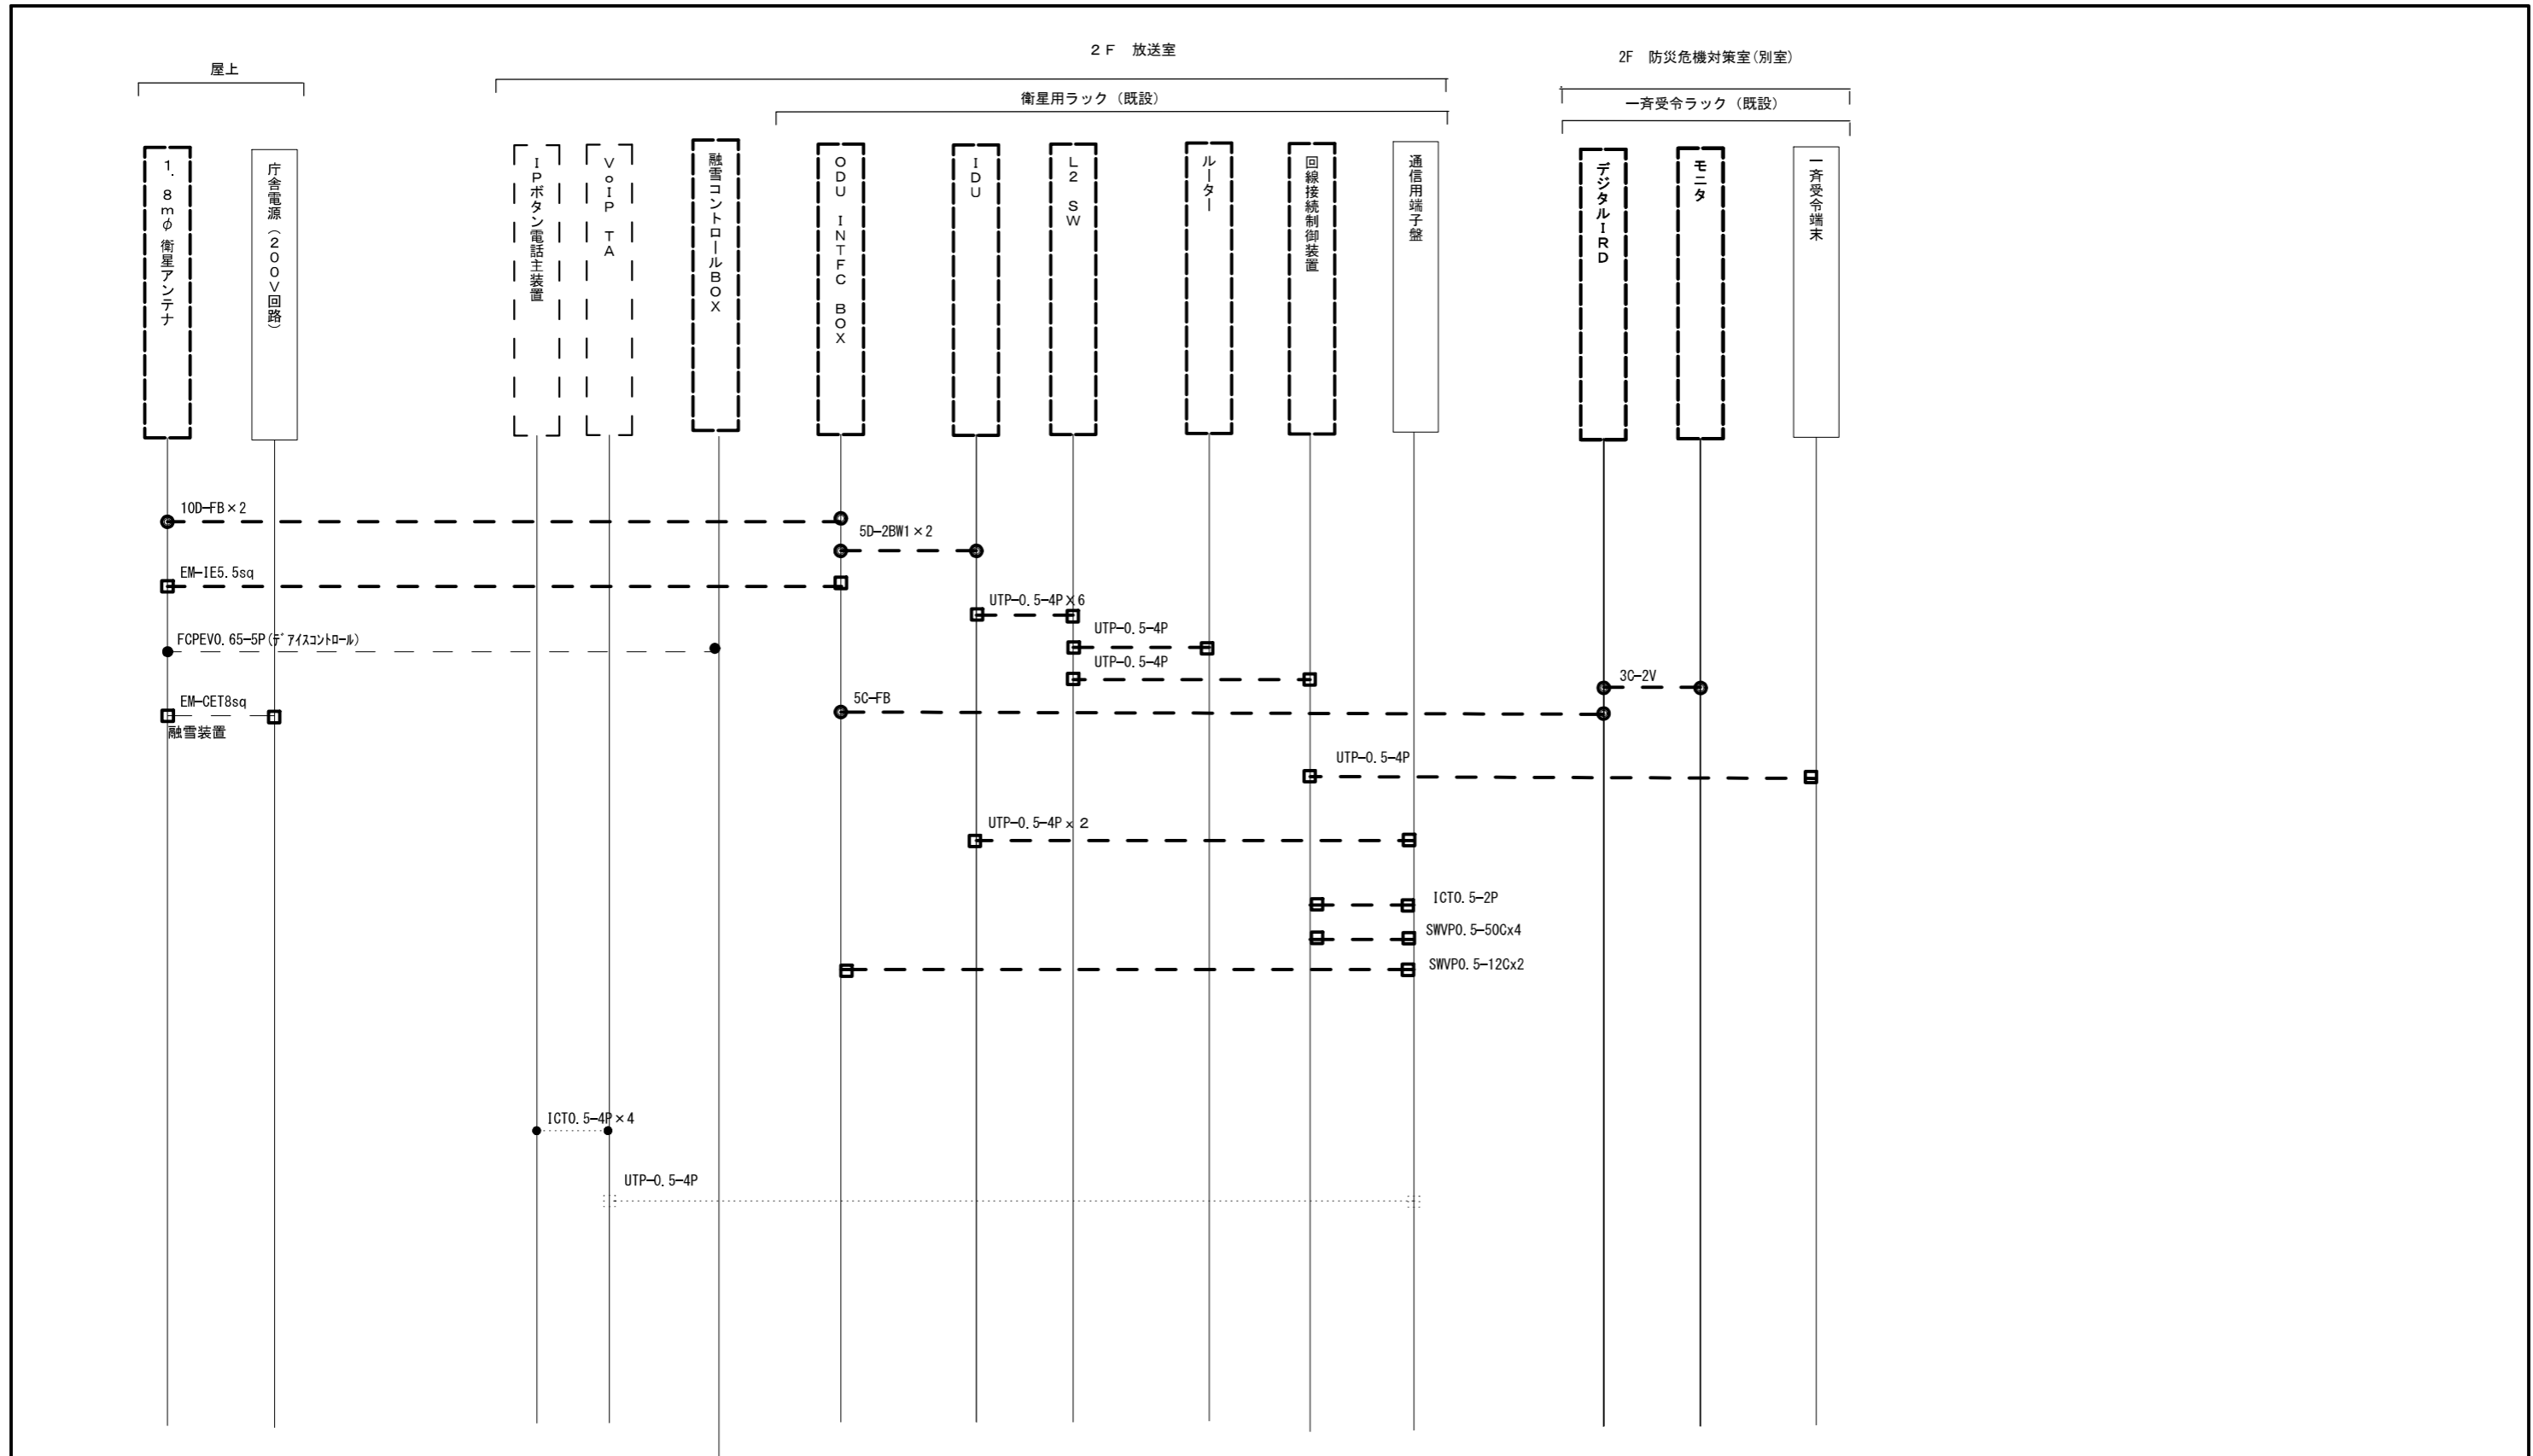 ２Ｆ　放送室
2F　防災危機対策室(別室)
屋上
衛星用ラック（既設）
一斉受令ラック（既設）
１．８ｍφ衛星アンテナ
庁舎電源（２００Ｖ回路）
ＩＰボタン電話主装置
ＶｏＩＰ　ＴＡ
融雪コントロールＢＯＸ
ＯＤＵ　ＩＮＴＦＣ　ＢＯＸ
ＩＤＵ
Ｌ２　ＳＷ
ルーター
回線接続制御装置
通信用端子盤
デジタルＩＲＤ
モニタ
一斉受令端末
10D-FB×2
5D-2BW1×2
EM-IE5.5sq
UTP-0.5-4P×6
UTP-0.5-4P
FCPEV0.65-5P(ﾃﾞｱｲｽｺﾝﾄﾛｰﾙ)
UTP-0.5-4P
3C-2V
EM-CET8sq
5C-FB
融雪装置
UTP-0.5-4P
UTP-0.5-4P×２
ICT0.5-2P
SWVP0.5-50Cx4
SWVP0.5-12Cx2
ICT0.5-4P×4
UTP-0.5-4P